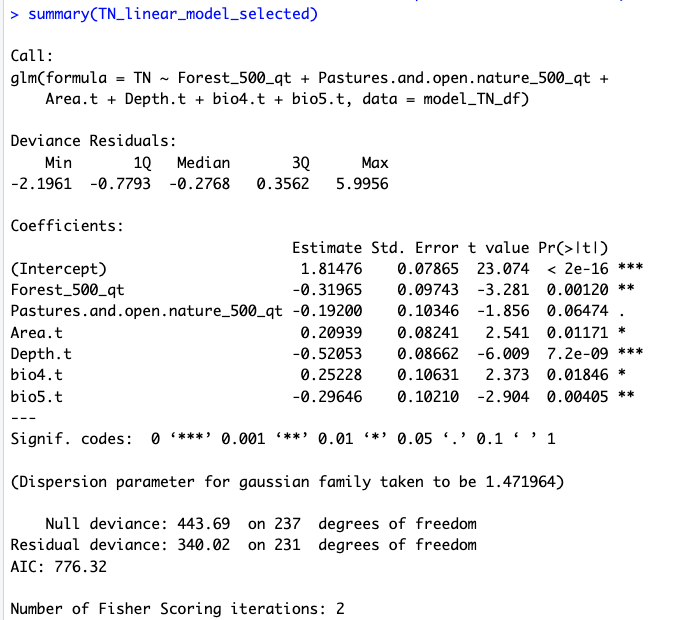 > summary(TN_linear_model_selected)
Call:
glm(formula = TN ~ Forest_500_qt + Pastures.and.open.nature_500_qt +
    Area.t + Depth.t + bio4.t + bio5.t, data = model_TN_df)
Deviance Residuals:
    Min      1Q  Median      3Q     Max
-2.1961 -0.7793 -0.2768  0.3562  5.9956
Coefficients:
                                Estimate Std. Error t value Pr(>|t|)
(Intercept)                      1.81476    0.07865  23.074  < 2e-16 ***
Forest_500_qt                   -0.31965    0.09743  -3.281  0.00120 **
Pastures.and.open.nature_500_qt -0.19200    0.10346  -1.856  0.06474 .
Area.t                           0.20939    0.08241   2.541  0.01171 *
Depth.t                         -0.52053    0.08662  -6.009  7.2e-09 ***
bio4.t                           0.25228    0.10631   2.373  0.01846 *
bio5.t                          -0.29646    0.10210  -2.904  0.00405 **
---
Signif. codes:  0 ‘***’ 0.001 ‘**’ 0.01 ‘*’ 0.05 ‘.’ 0.1 ‘ ’ 1
(Dispersion parameter for gaussian family taken to be 1.471964)
    Null deviance: 443.69  on 237  degrees of freedom
Residual deviance: 340.02  on 231  degrees of freedom
AIC: 776.32
Number of Fisher Scoring iterations: 2